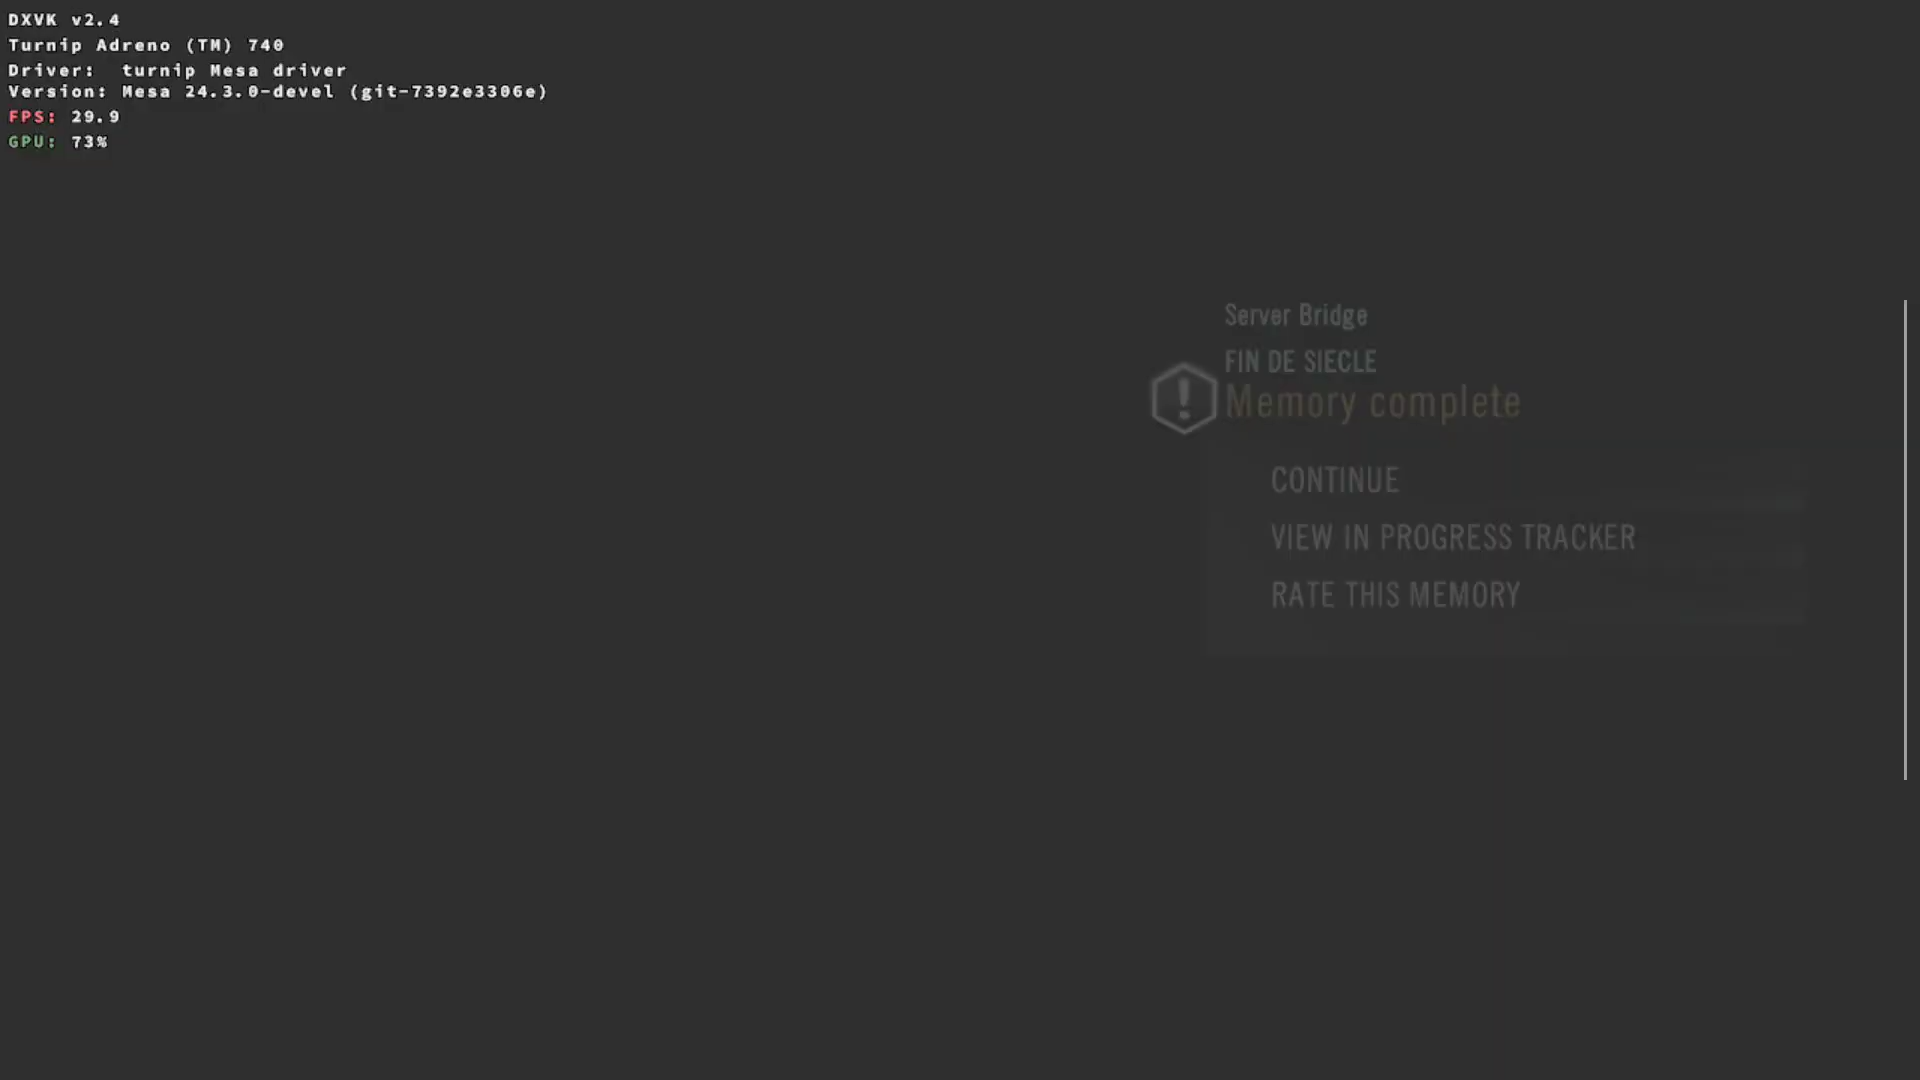 DXVK v2.4
Turnip Adreno (TM) 740
Driver: turnip Mesa driver
Version: Mesa 24.3.0-devel (git-7392e3306e)
FPS: 29.9
GPU: 73%
Server Bridge
FIN DE SIECLE
Memory complete
CONTINUE
VIEW IN PROGRESS TRACKER
RATE THIS MEMORY